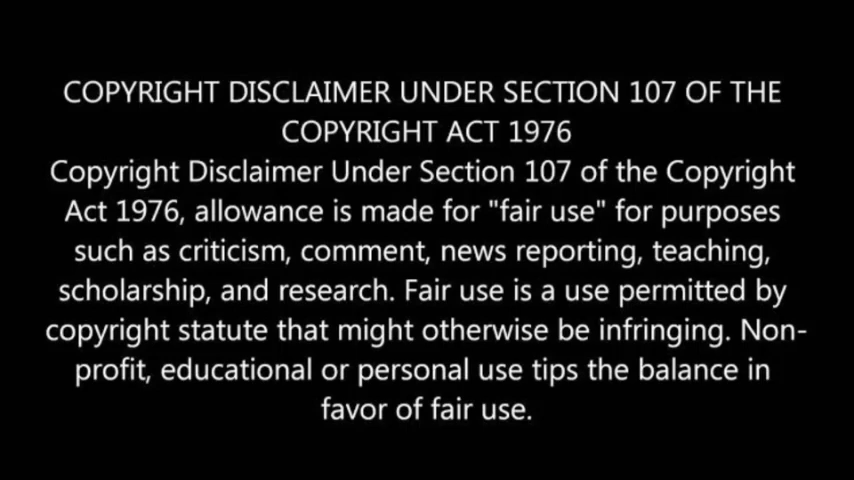 COPYRIGHT DISCLAIMER UNDER SECTION 107 OF THE
COPYRIGHT ACT 1976
Copyright Disclaimer Under Section 107 of the Copyright
Act 1976, allowance is made for "fair use" for purposes
such as criticism, comment, news reporting, teaching,
scholarship, and research. Fair use is a use permitted by
copyright statute that might otherwise be infringing. Non-
profit, educational or personal use tips the balance in
favor of fair use.